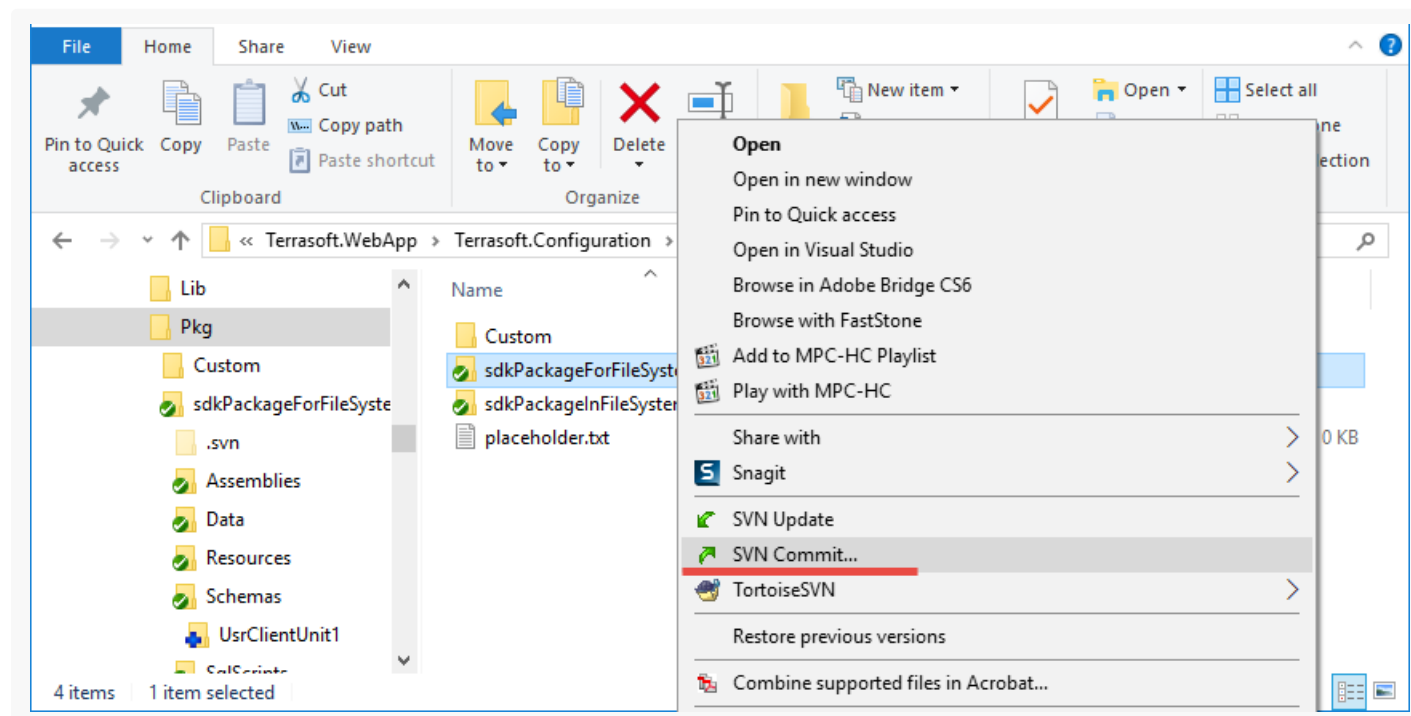 File Home Share View
Cut
New item
Open
Select all
Copy path
Pin to Quick access
Copy
Paste
Paste shortcut
Move to
Copy to
Delete
Clipboard
Organize
« Terrasoft.WebApp > Terrasoft.Configuration >
Lib
Pkg
Custom
sdkPackageForFileSyste
.svn
Assemblies
Data
Resources
Schemas
UsrClientUnit1
Name
Custom
sdkPackageForFileSyst
sdkPackageInFileSyster
placeholder.txt
0 KB
Open
Open in new window
Pin to Quick access
Open in Visual Studio
Browse in Adobe Bridge CS6
Browse with FastStone
Add to MPC-HC Playlist
Play with MPC-HC
Share with
Snagit
SVN Update
SVN Commit...
TortoiseSVN
Restore previous versions
Combine supported files in Acrobat...
one
ection
4 items 1 item selected